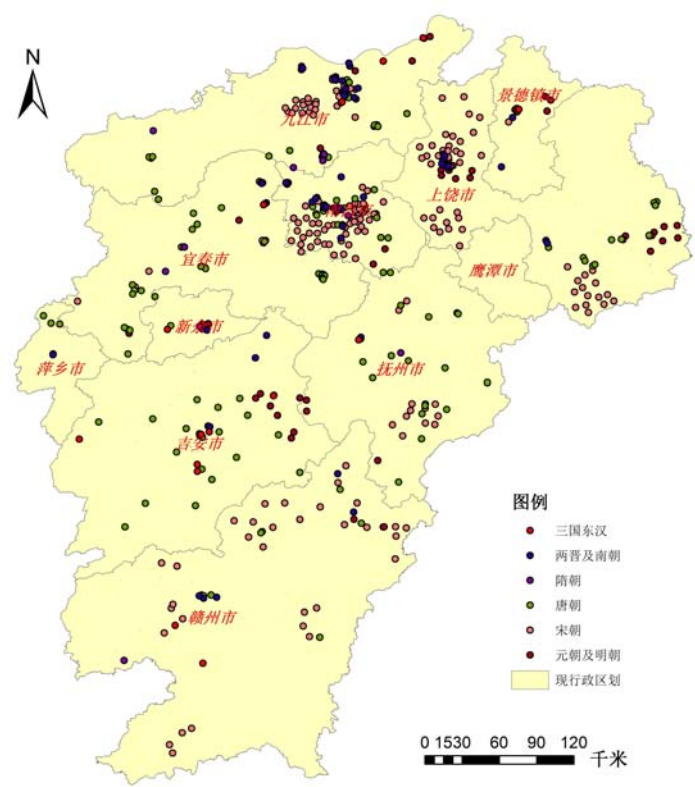 N
景德镇市
九江市
上饶市
宜春市
鹰潭市
新余市
萍乡市
抚州市
吉安市
图例
三国东汉
两晋及南朝
隋朝
唐朝
赣州市
宋朝
元朝及明朝
现行政区划
0 1530 60 90 120
千米